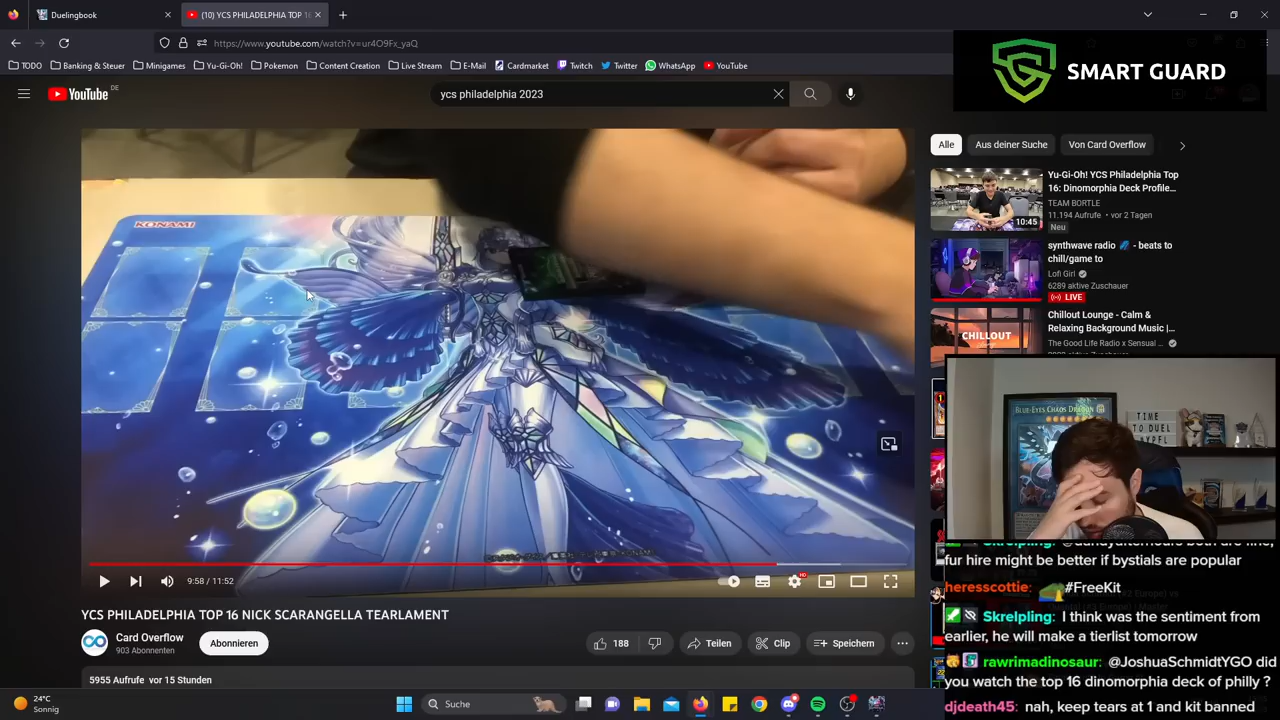 Duelingbook
(10) YCS PHILADELPHIA TOP 16
https://www.youtube.com/watch?v=ur4O9Fx_yaQ
TODO
Banking & Steuer
Minigames
Yu-Gi-Oh!
Pokemon
Content Creation
Live Stream
E-Mail
Cardmarket
Twitch
Twitter
WhatsApp
YouTube
SMART GUARD
YouTube DE
ycs philadelphia 2023
Alle
Aus deiner Suche
Von Card Overflow
KONAMI
Yu-Gi-Oh! YCS Philadelphia Top
16: Dinomorphia Deck Profile...
TEAM BORTLE
11.194 Aufrufe • vor 2 Tagen
Neu
10:45
synthwave radio 🌌 - beats to
chill/game to
Lofi Girl
6289 aktive Zuschauer
LIVE
Chillout Lounge - Calm &
Relaxing Background Music |...
The Good Life Radio x Sensual ...
CHILLOUT
BLUE-EYES CHAOS DRAGON
TIME
TO DUEL
9:58 / 11:52
HD
YCS PHILADELPHIA TOP 16 NICK SCARANGELLA TEARLAMENT
Card Overflow
903 Abonnenten
Abonnieren
188
Teilen
Clip
Speichern
5955 Aufrufe vor 15 Stunden
Skrelpling:
fur hire might be better if bystials are popular
heresscottie: #FreeKit
Skrelpling: I think was the sentiment from
earlier, he will make a tierlist tomorrow
rawrimadinosaur: @JoshuaSchmidtYGO did
you watch the top 16 dinomorphia deck of philly ?
djdeath45: nah, keep tears at 1 and kit banned
24°C
Sonnig
Suche